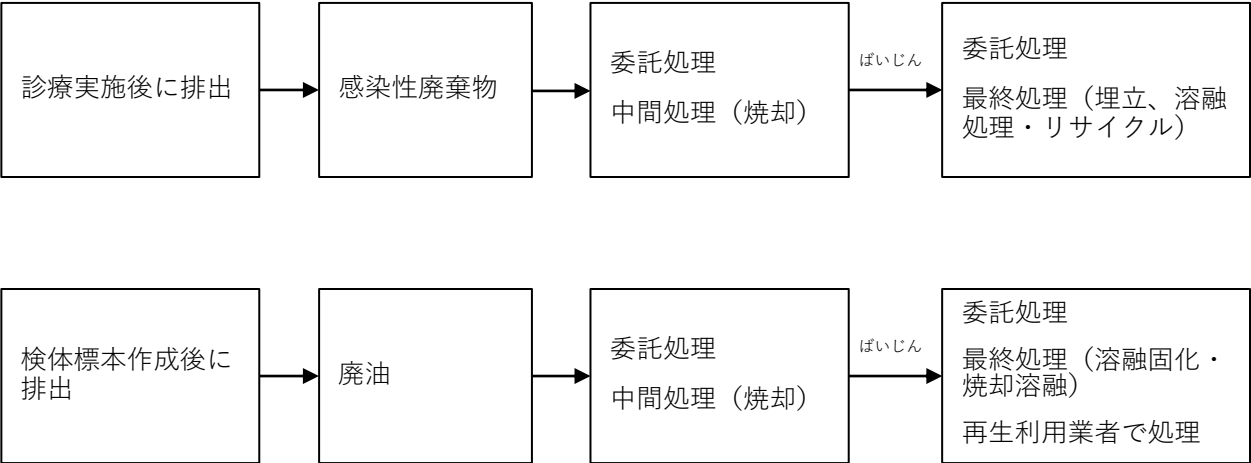 診療実施後に排出
感染性廃棄物
委託処理
中間処理（焼却）
ばいじん
委託処理
最終処理（埋立、溶融
処理・リサイクル）
検体標本作成後に
排出
廃油
委託処理
中間処理（焼却）
ばいじん
委託処理
最終処理（溶融固化・
焼却溶融）
再生利用業者で処理